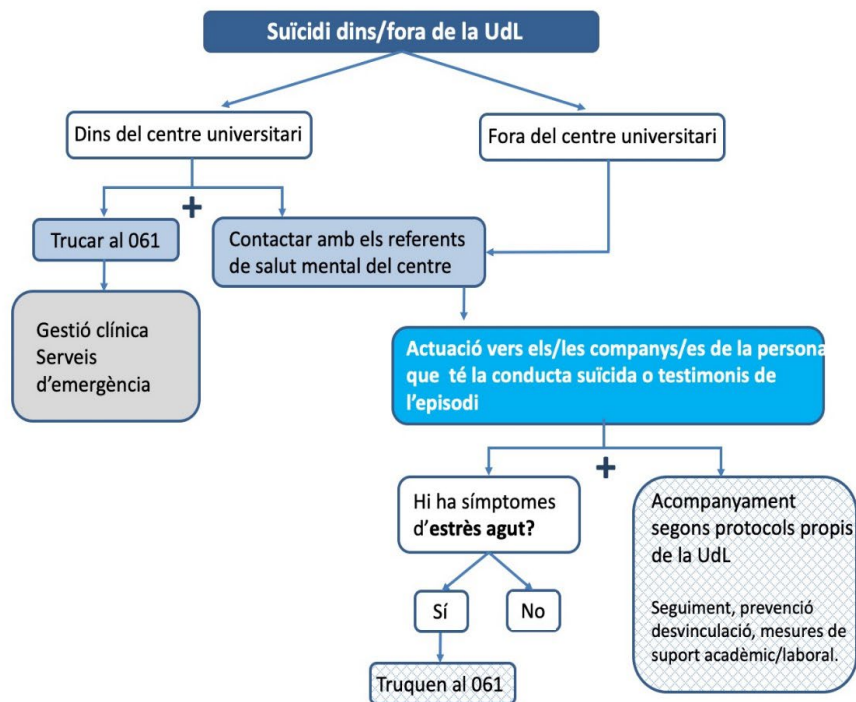 Suïcidi dins/fora de la UdL
Dins del centre universitari
Fora del centre universitari
+
Trucar al 061
Contactar amb els referents
de salut mental del centre
Gestió clínica
Serveis
d’emergència
Actuació vers els/les companys/es de la persona
que té la conducta suïcida o testimonis de
l’episodi
+
Hi ha símptomes
d’estrès agut?
Acompanyament
segons protocols propis
de la UdL
Seguiment, prevenció
desvinculació, mesures de
suport acadèmic/laboral.
Sí
No
Truquen al 061